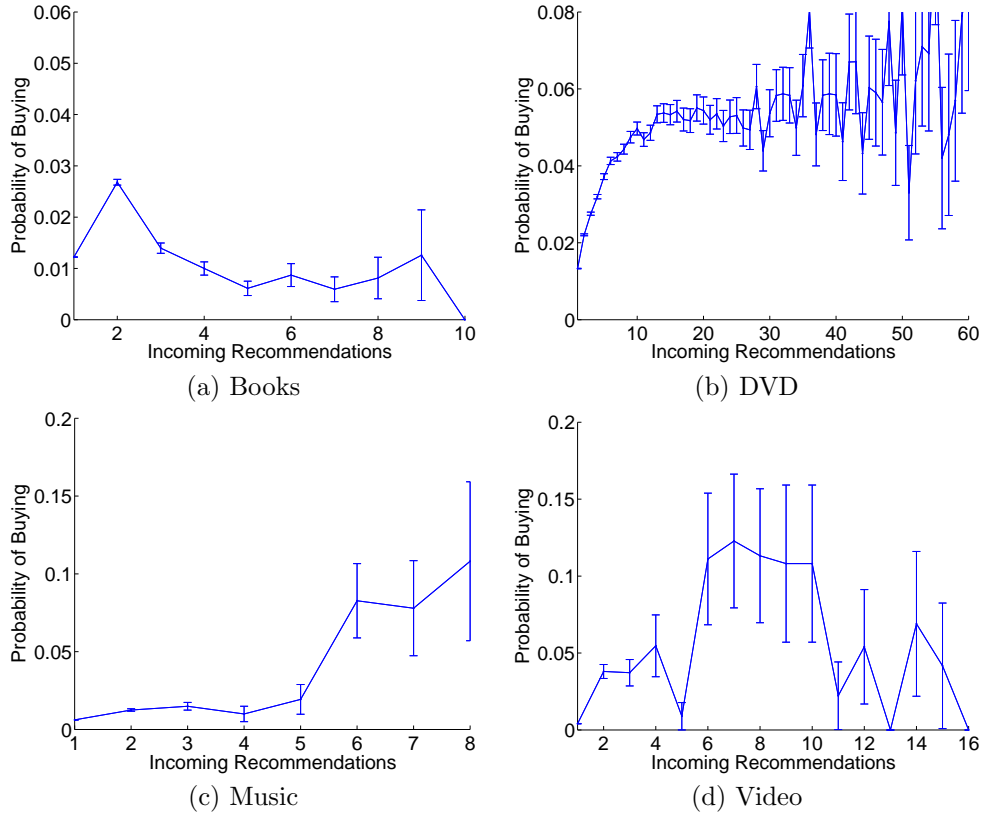 0.06
0.05
0.04
0.03
0.02
0.01
0
Probability of Buying
2 4 6 8 10
Incoming Recommendations
(a) Books
0.08
0.06
0.04
0.02
0
Probability of Buying
10 20 30 40 50 60
Incoming Recommendations
(b) DVD
0.2
0.15
0.1
0.05
0
Probability of Buying
1 2 3 4 5 6 7 8
Incoming Recommendations
(c) Music
0.2
0.15
0.1
0.05
0
Probability of Buying
2 4 6 8 10 12 14 16
Incoming Recommendations
(d) Video